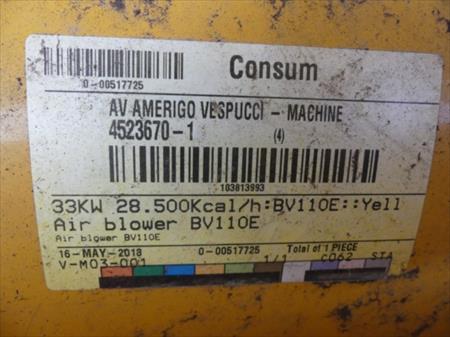 Consum
0-00517725
AV AMERIGO VESPUCCI - MACHINE
4523670-1 (4)
103813993
33KW 28.500Kcal/h:BV110E::Yell
Air blower BV110E
Air blower BV110E
16-MAY-2018 0-00517725 Total of 1 PIECE
V-M03-001 1/1 C062 STA